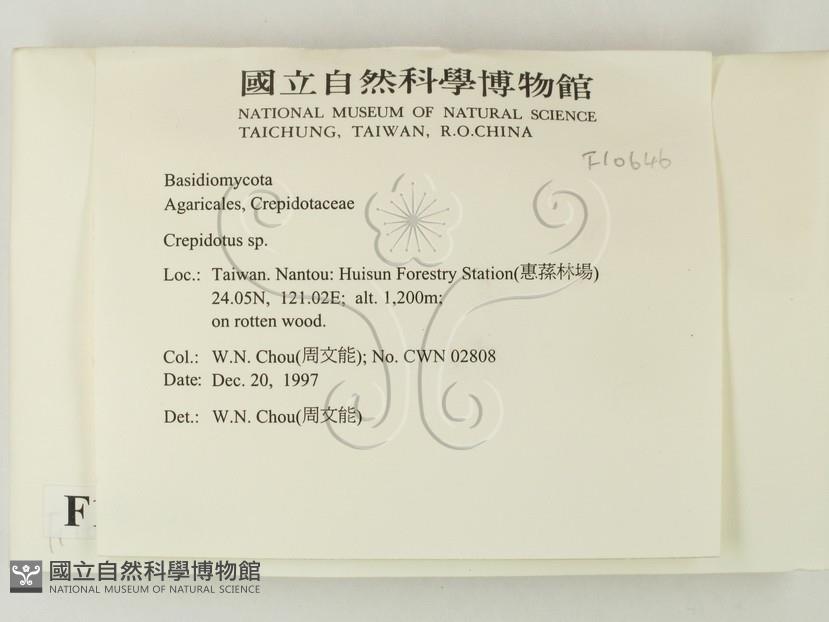 國立自然科學博物館
NATIONAL MUSEUM OF NATURAL SCIENCE
TAICHUNG, TAIWAN, R.O.CHINA
F10646
Basidiomycota
Agaricales, Crepidotaceae
Crepidotus sp.
Loc.: Taiwan. Nantou: Huisun Forestry Station(惠蓀林場)
24.05N, 121.02E; alt. 1,200m;
on rotten wood.
Col.: W.N. Chou(周文能); No. CWN 02808
Date: Dec. 20, 1997
Det.: W.N. Chou(周文能)
國立自然科學博物館
NATIONAL MUSEUM OF NATURAL SCIENCE